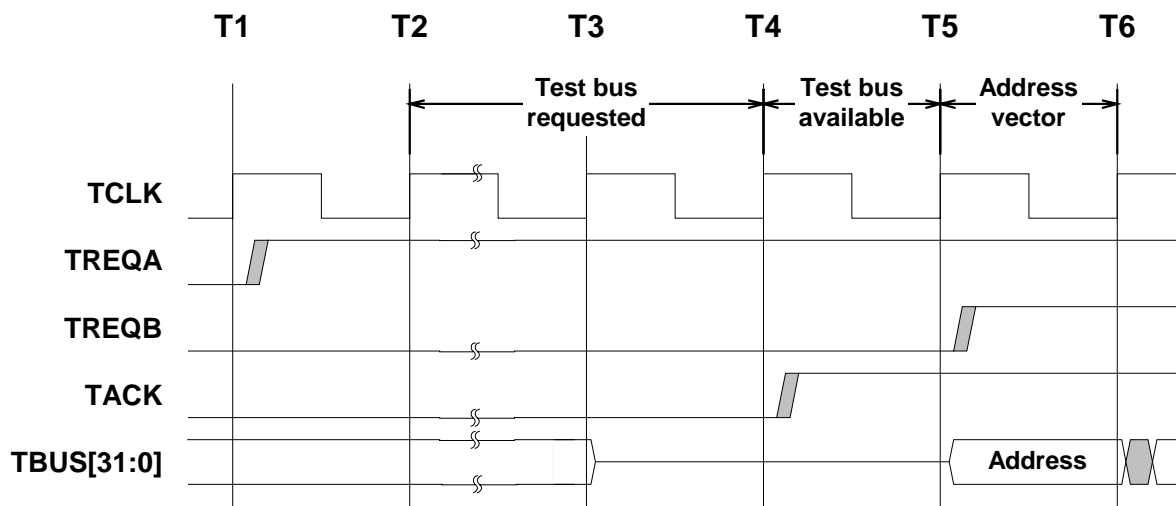 T1 T2 T3 T4 T5 T6
Test bus requested
Test bus available
Address vector
TCLK
TREQA
TREQB
TACK
TBUS[31:0] Address